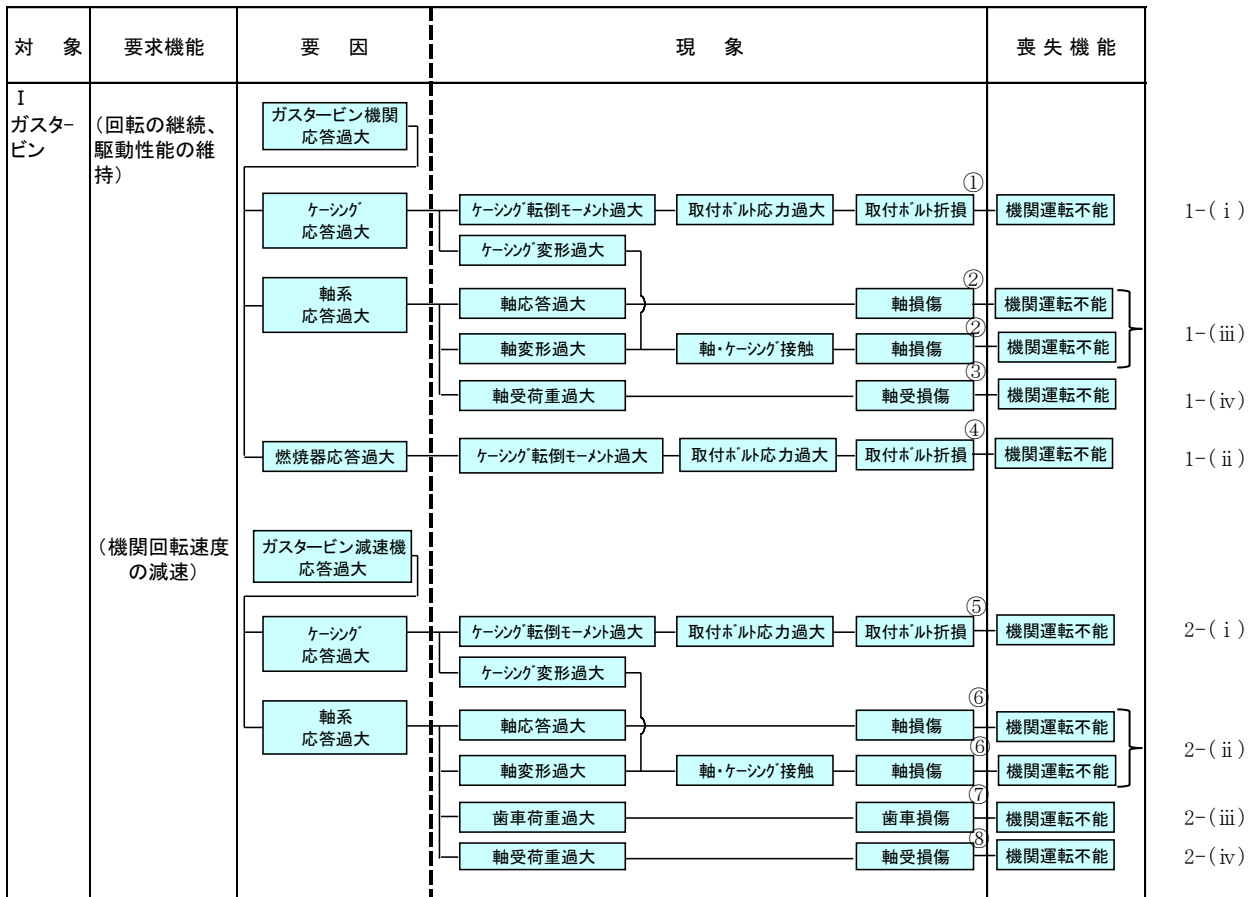 対 象
要求機能
要 因
現 象
喪失機能
Ⅰ
ガスター
ビン
(回転の継続、
駆動性能の維
持)
ガスタービン機関
応答過大
ケーシング
応答過大
ケーシング転倒モーメント過大
取付ボルト応力過大
①
取付ボルト折損
機関運転不能
1-(ⅰ)
ケーシング変形過大
軸系
応答過大
軸応答過大
②
軸損傷
機関運転不能
軸変形過大
軸・ケーシング接触
②
軸損傷
機関運転不能
1-(ⅲ)
軸受荷重過大
③
軸受損傷
機関運転不能
1-(ⅳ)
燃焼器応答過大
ケーシング転倒モーメント過大
取付ボルト応力過大
④
取付ボルト折損
機関運転不能
1-(ⅱ)
(機関回転速度
の減速)
ガスタービン減速機
応答過大
ケーシング
応答過大
ケーシング転倒モーメント過大
取付ボルト応力過大
⑤
取付ボルト折損
機関運転不能
2-(ⅰ)
ケーシング変形過大
軸系
応答過大
軸応答過大
⑥
軸損傷
機関運転不能
軸変形過大
軸・ケーシング接触
⑥
軸損傷
機関運転不能
2-(ⅱ)
歯車荷重過大
⑦
歯車損傷
機関運転不能
2-(ⅲ)
軸受荷重過大
⑧
軸受損傷
機関運転不能
2-(ⅳ)